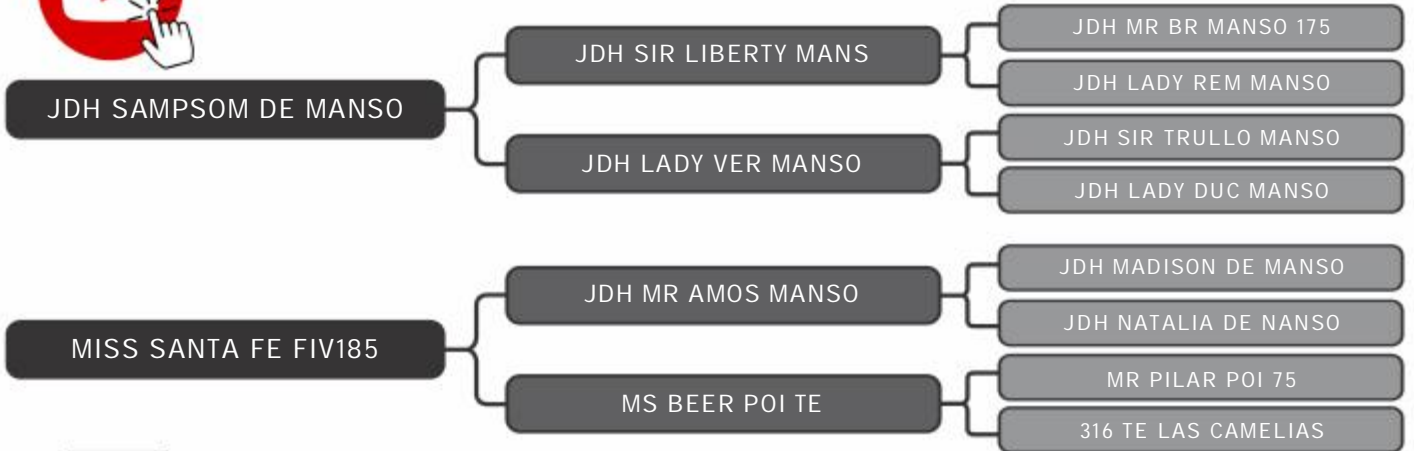 JDH SAMPSOM DE MANSO
JDH SIR LIBERTY MANS
JDH MR BR MANSO 175
JDH LADY REM MANSO
JDH LADY VER MANSO
JDH SIR TRULLO MANSO
JDH LADY DUC MANSO
MISS SANTA FE FIV185
JDH MR AMOS MANSO
JDH MADISON DE MANSO
JDH NATALIA DE NANSO
MS BEER POI TE
MR PILAR POI 75
316 TE LAS CAMELIAS